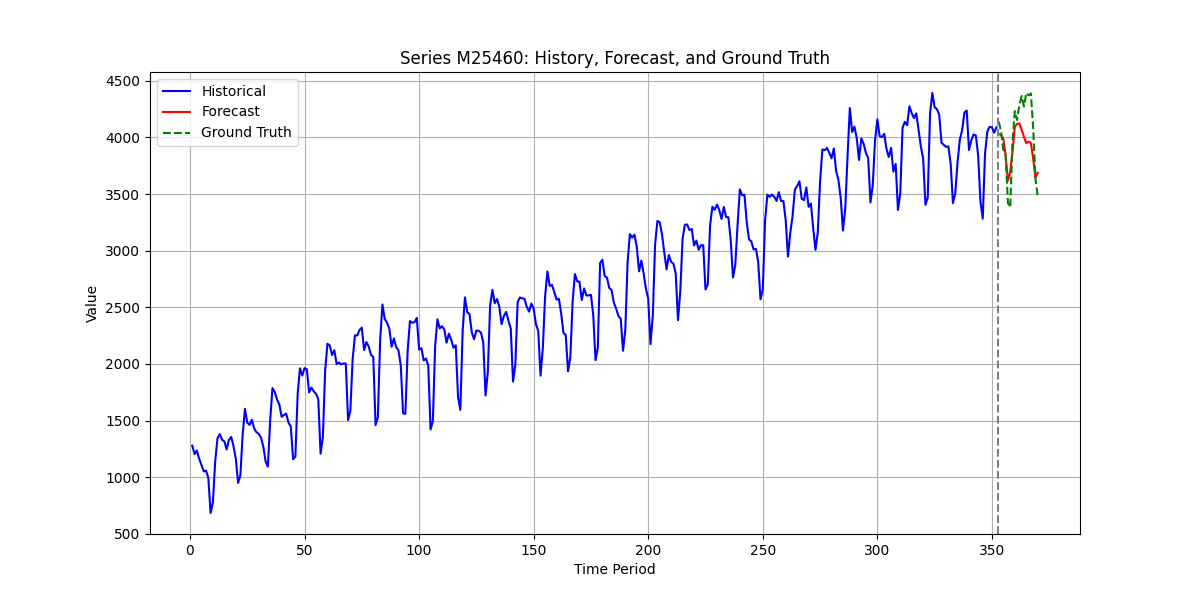 Series M25460: History, Forecast, and Ground Truth
Historical
Forecast
Ground Truth
4500
4000
3500
3000
2500
2000
1500
1000
500
Value
0 50 100 150 200 250 300 350
Time Period